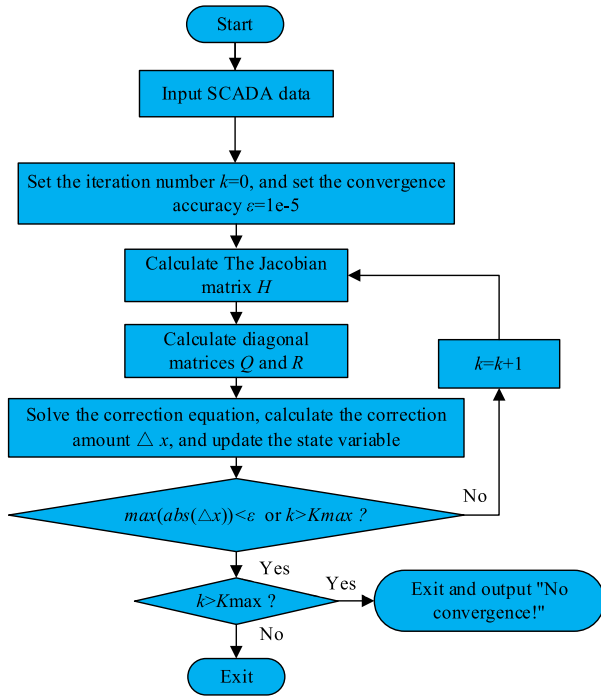 Start
Input SCADA data
Set the iteration number k=0, and set the convergence
accuracy ε=1e-5
Calculate The Jacobian
matrix H
Calculate diagonal
matrices Q and R
k=k+1
Solve the correction equation, calculate the correction
amount △ x, and update the state variable
No
max(abs(△x))<ε or k>Kmax ?
Yes
k>Kmax ?
Yes
Exit and output "No
convergence!"
No
Exit